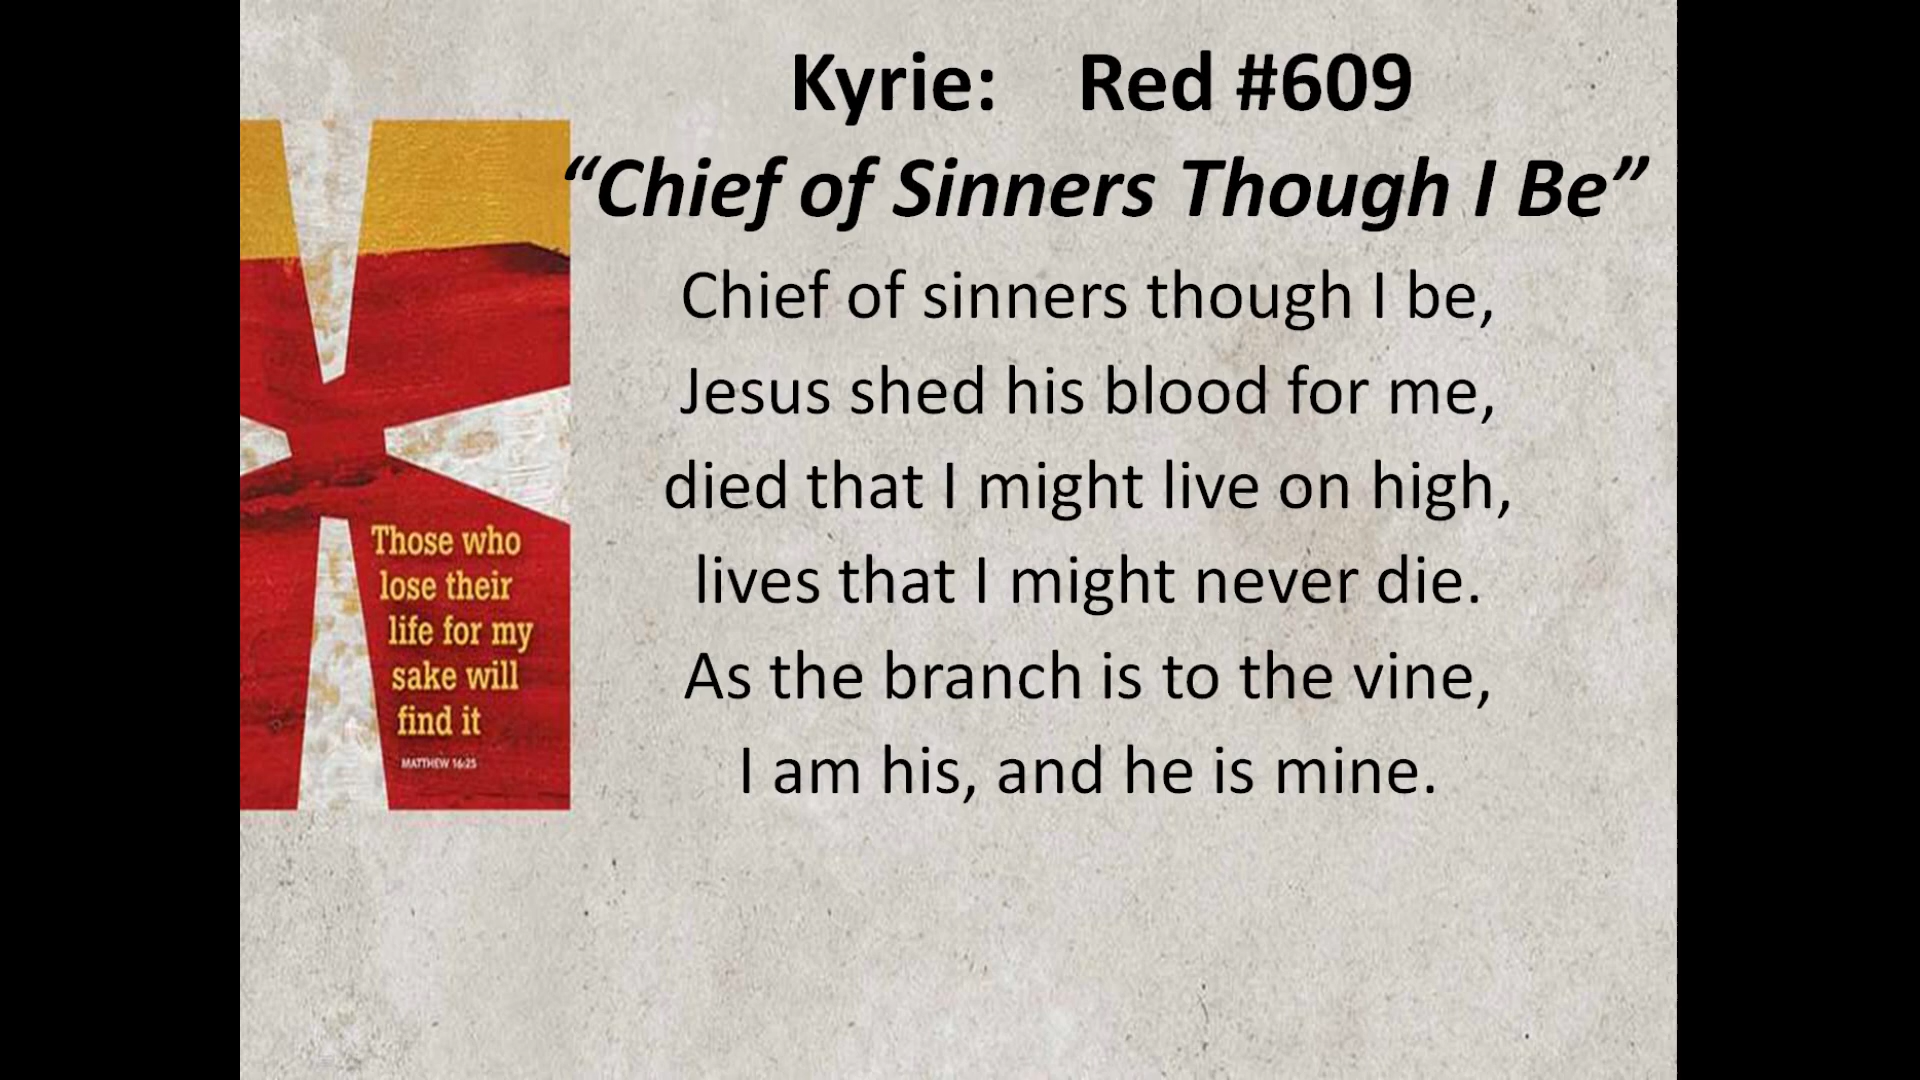 Kyrie: Red #609
“Chief of Sinners Though I Be”
Chief of sinners though I be,
Jesus shed his blood for me,
died that I might live on high,
lives that I might never die.
As the branch is to the vine,
I am his, and he is mine.
Those who
lose their
life for my
sake will
find it
MATTHEW 16:25